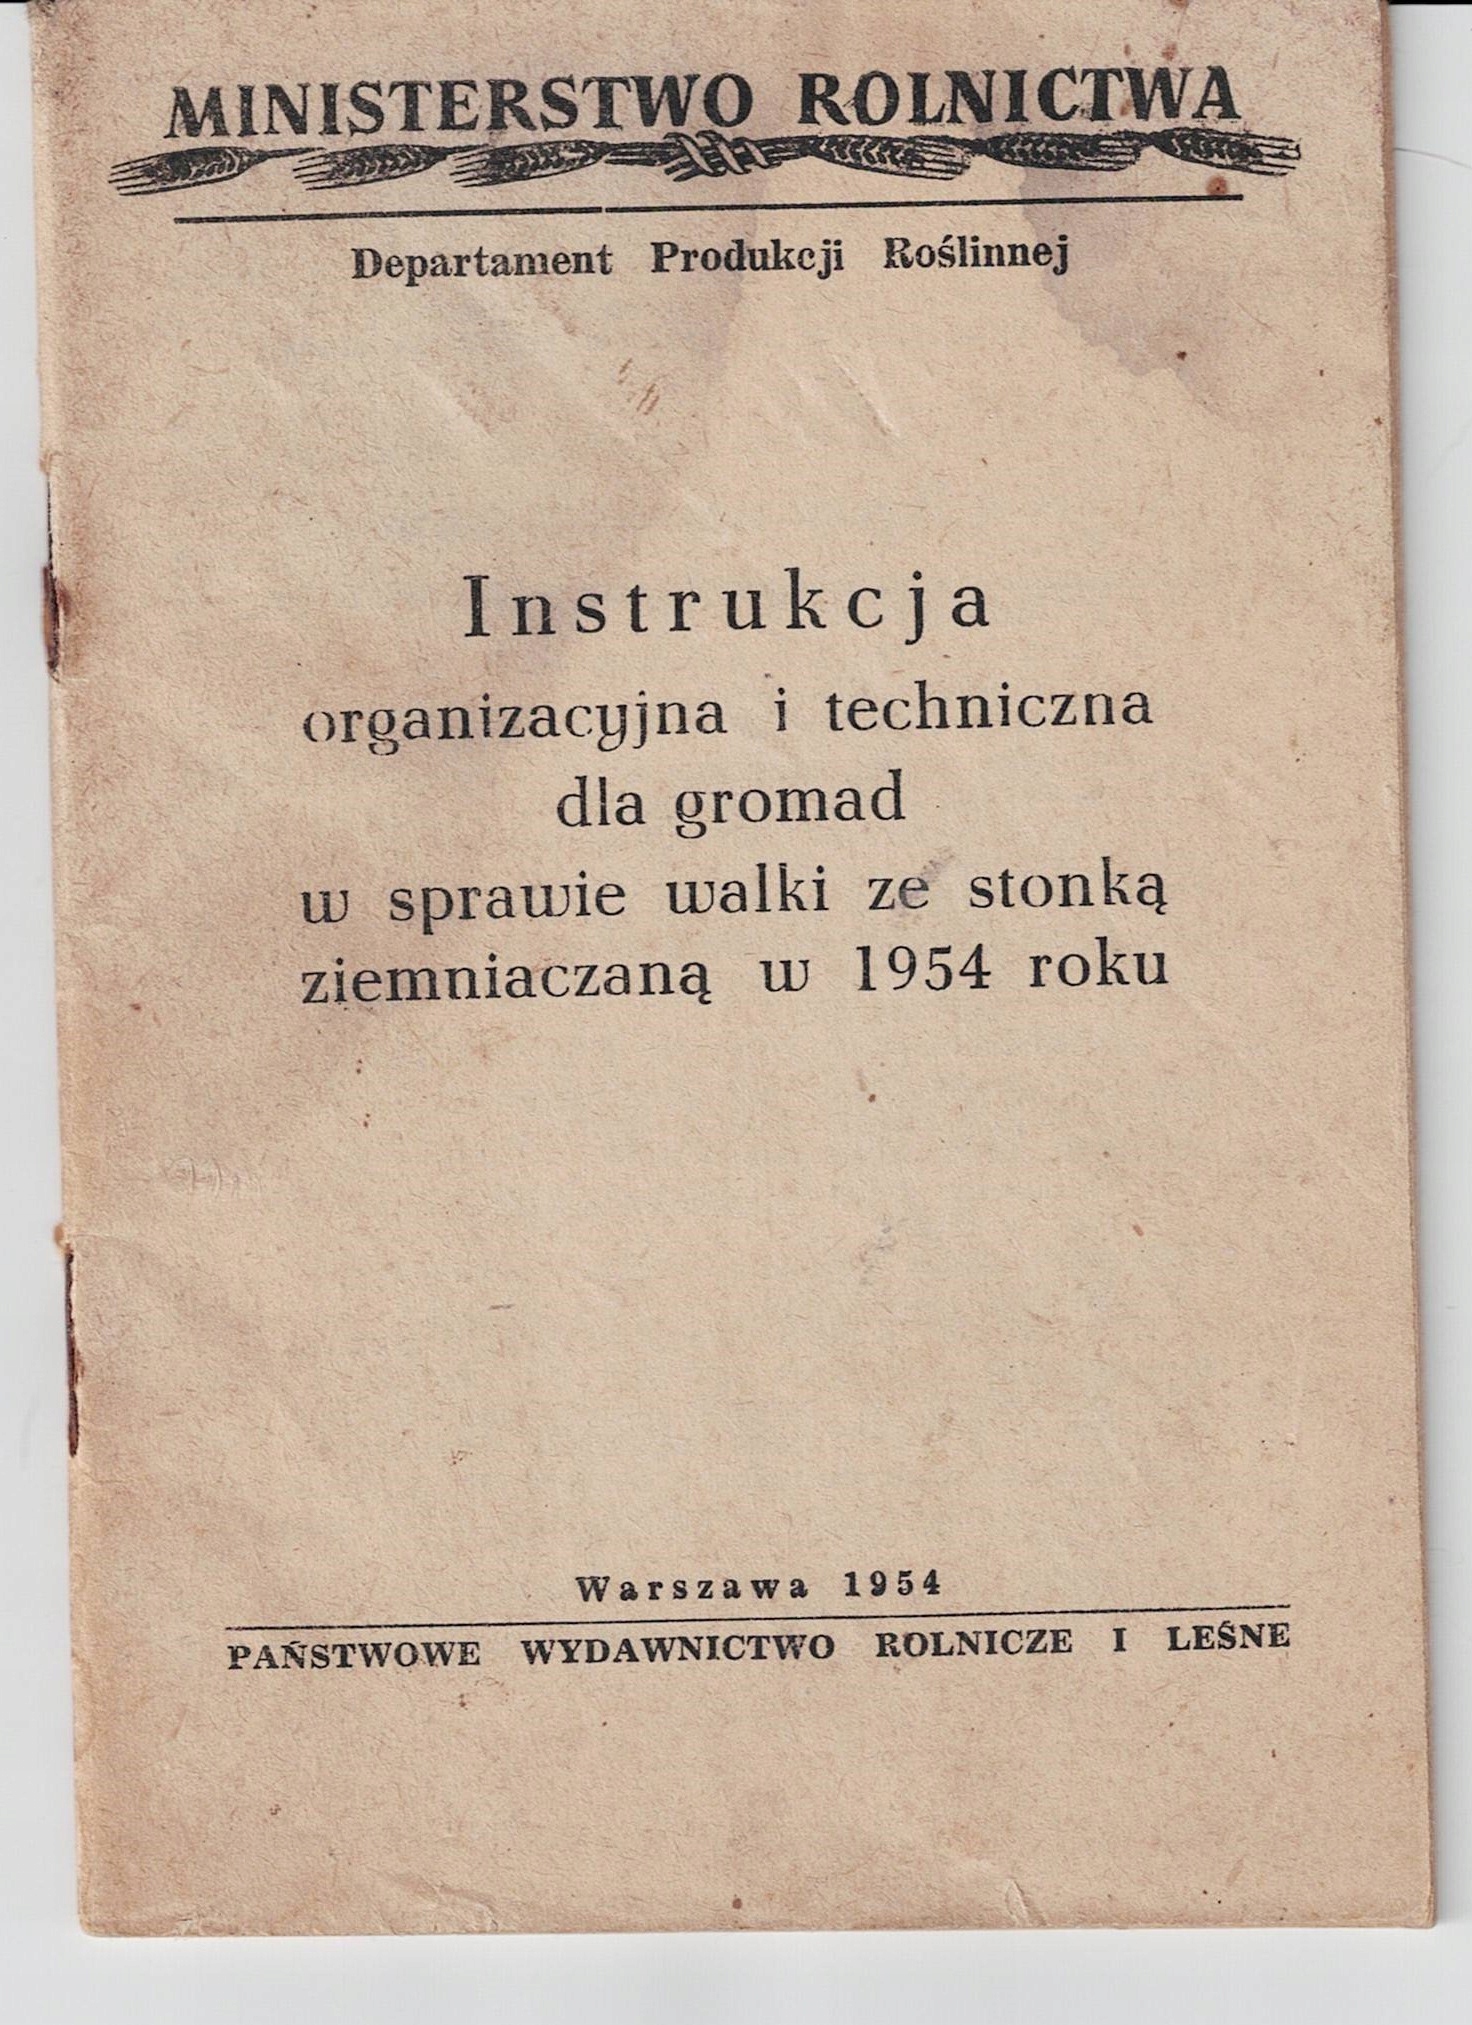 MINISTERSTWO ROLNICTWA
Departament Produkcji Roślinnej
Instrukcja
organizacyjna i techniczna
dla gromad
w sprawie walki ze stonką
ziemniaczaną w 1954 roku
Warszawa 1954
PAŃSTWOWE WYDAWNICTWO ROLNICZE I LEŚNE